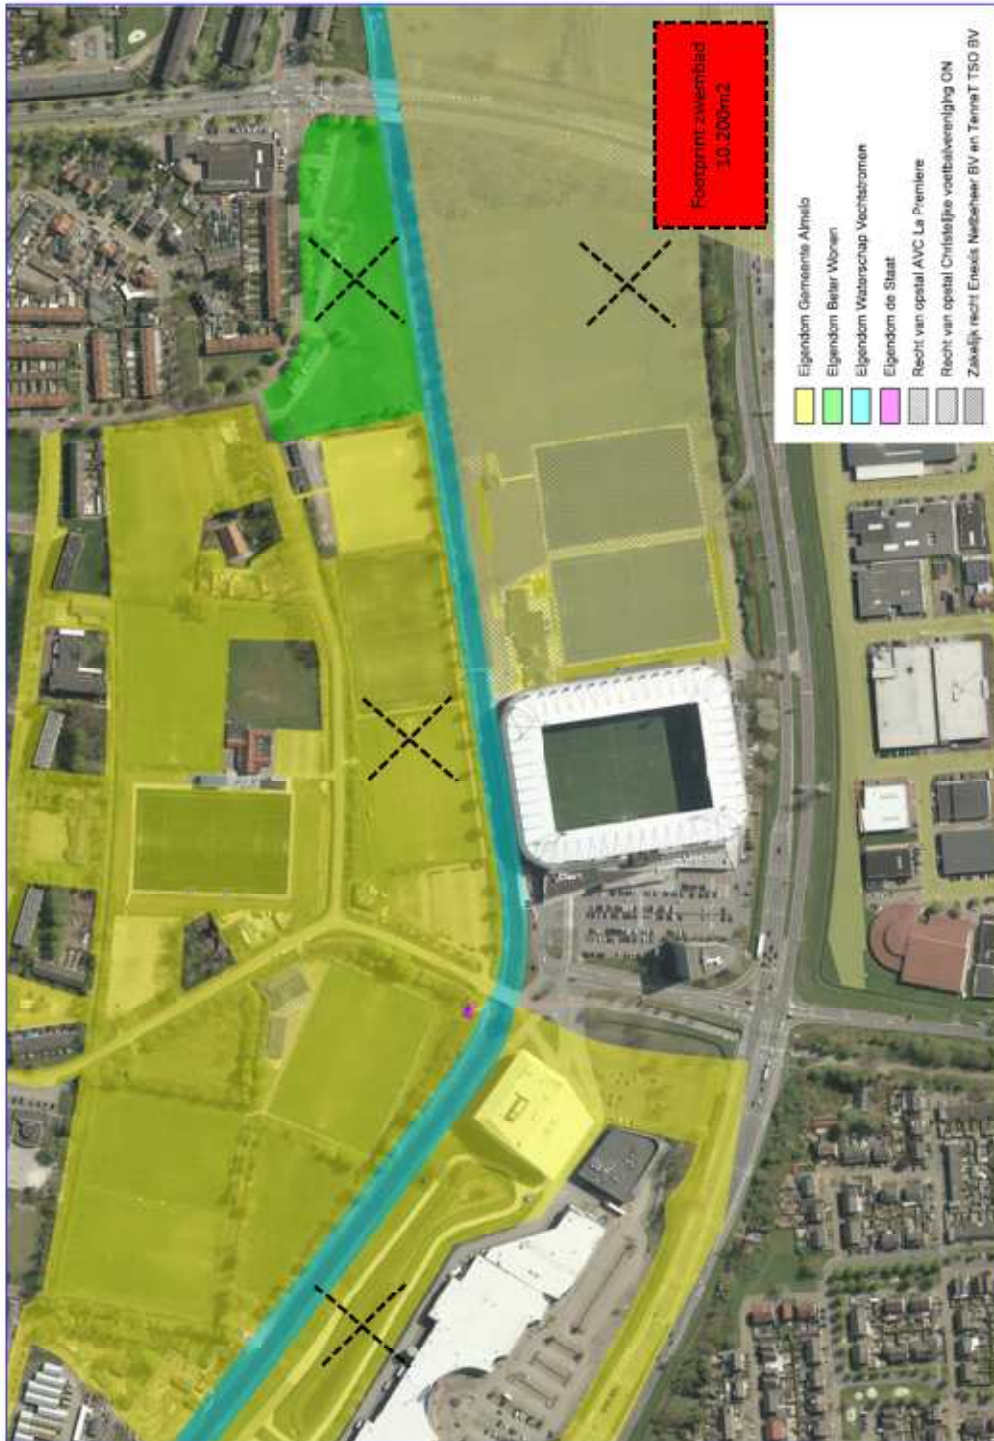 Footprint zwembad
10.200m2
Eigendom Gemeente Almelo
Eigendom Beter Wonen
Eigendom Waterschap Vechtstromen
Eigendom de Staat
Recht van opstal AVC La Premiere
Recht van opstal Christelijke voetbalvereniging ON
Zakelijk recht Enexis Netbeheer BV en TenneT TSO BV